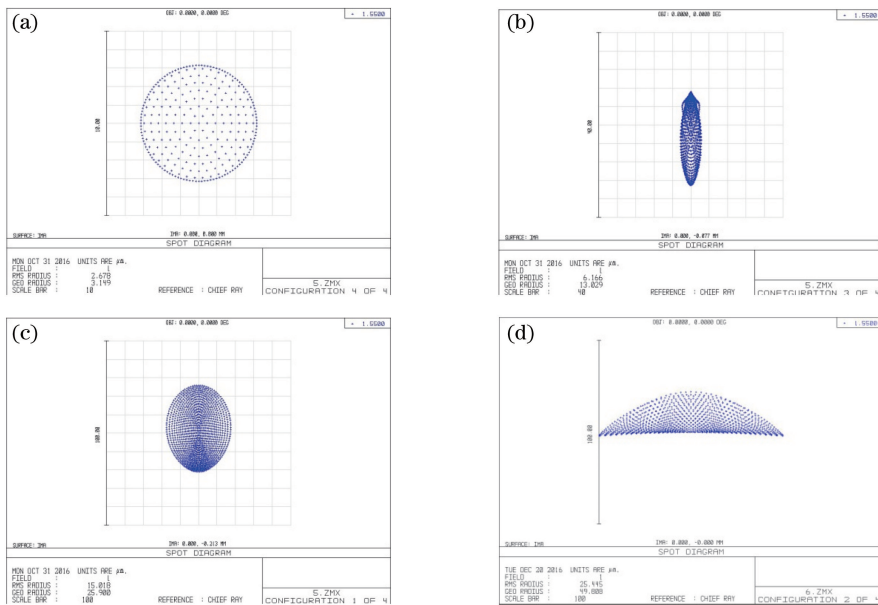 (a)
OBJ: 0.0000, 0.0000 DEG
+ 1.5500
10.00
IMA: 0.000, 0.000 MM
SURFACE: IMA
SPOT DIAGRAM
MON OCT 31 2016 UNITS ARE µm.
FIELD : 1
RMS RADIUS : 2.678
GEO RADIUS : 3.149
SCALE BAR : 10 REFERENCE : CHIEF RAY
5.ZMX
CONFIGURATION 4 OF 4
(b)
OBJ: 0.0000, 0.0000 DEG
+ 1.5500
40.00
IMA: 0.000, -0.077 MM
SURFACE: IMA
SPOT DIAGRAM
MON OCT 31 2016 UNITS ARE µm.
FIELD : 1
RMS RADIUS : 6.166
GEO RADIUS : 13.029
SCALE BAR : 40 REFERENCE : CHIEF RAY
5.ZMX
CONFIGURATION 3 OF 4
(c)
OBJ: 0.0000, 0.0000 DEG
+ 1.5500
100.00
IMA: 0.000, -0.213 MM
SURFACE: IMA
SPOT DIAGRAM
MON OCT 31 2016 UNITS ARE µm.
FIELD : 1
RMS RADIUS : 15.018
GEO RADIUS : 25.900
SCALE BAR : 100 REFERENCE : CHIEF RAY
5.ZMX
CONFIGURATION 1 OF 4
(d)
OBJ: 0.0000, 0.0000 DEG
+ 1.5500
100.00
IMA: 0.000, -0.000 MM
SURFACE: IMA
SPOT DIAGRAM
TUE DEC 20 2016 UNITS ARE µm.
FIELD : 1
RMS RADIUS : 25.445
GEO RADIUS : 49.808
SCALE BAR : 100 REFERENCE : CHIEF RAY
6.ZMX
CONFIGURATION 2 OF 4